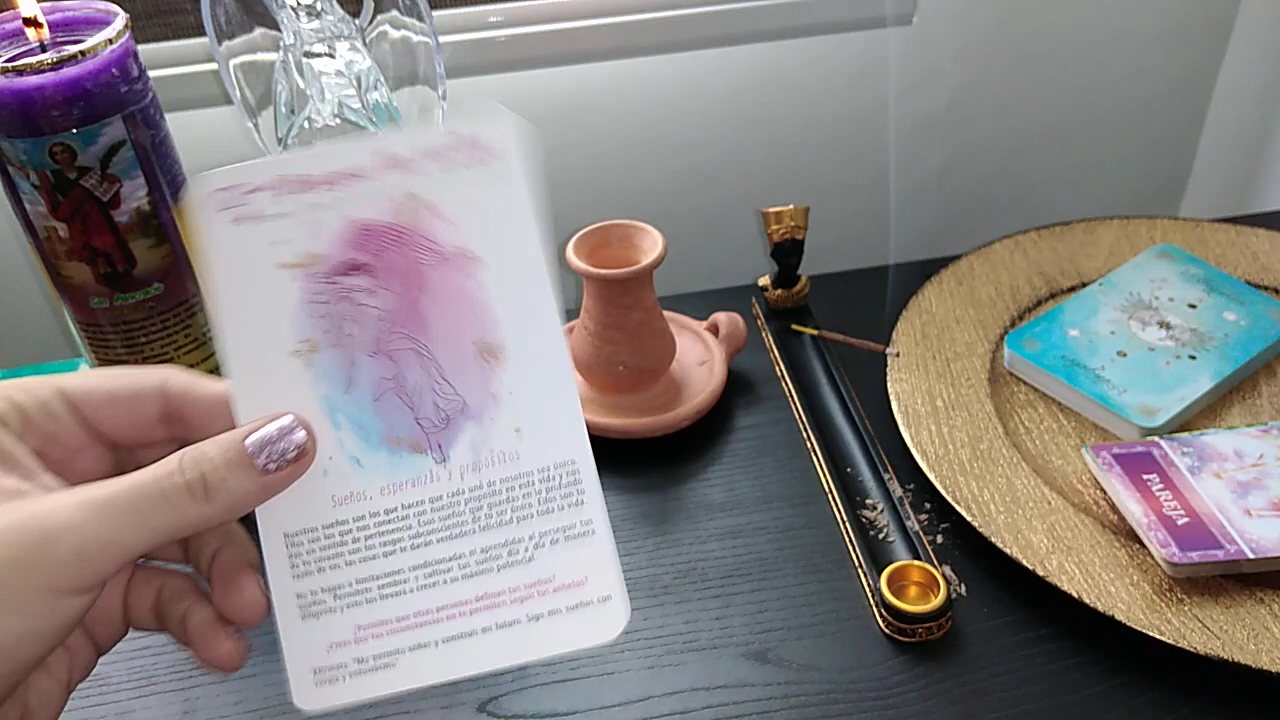 San Pancracio
Sueños, esperanzas y propósitos
Nuestros sueños son los que hacen que cada uno de nosotros sea único.
Ellos son los que nos conectan con nuestro propósito en esta vida y nos
dan un sentido de pertenencia. Esos sueños que guardas en lo profundo
de tu corazón son los rasgos subconscientes de tu ser único. Ellos son tu
razón de ser, las cosas que te darán verdadera felicidad para toda la vida.
No te hagas a limitaciones condicionadas ni aprendidas al perseguir tus
sueños. Permítete sembrar y cultivar tus sueños día a día de manera
diligente y esto los llevará a crecer a su máximo potencial.
¿Permites que otras personas definan tus sueños?
¿Crees que tus circunstancias no te permiten seguir tus anhelos?
Afírmate "Me permito soñar y construir mi futuro. Sigo mis sueños con
coraje y entusiasmo"
PAREJA